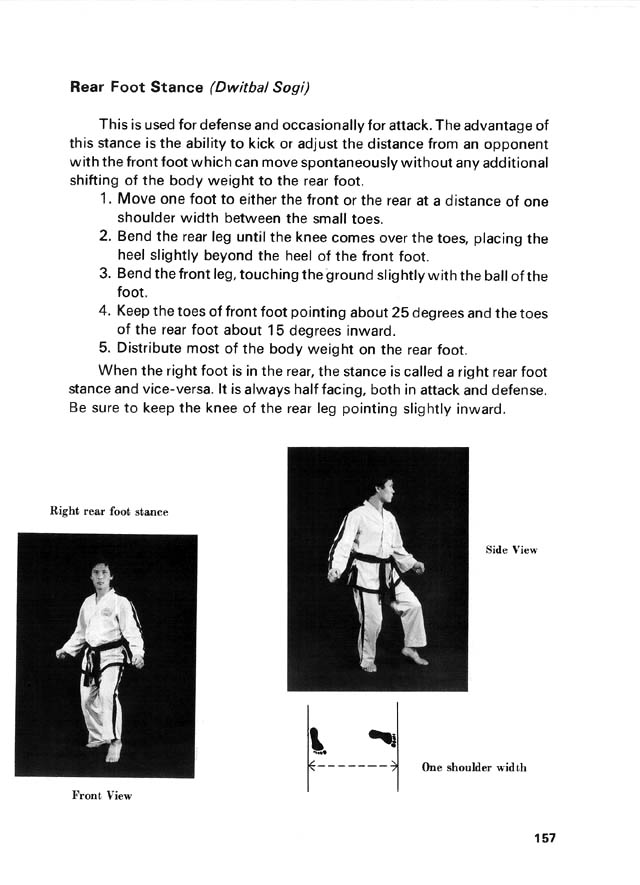 Rear Foot Stance (Dwitbal Sogi)
This is used for defense and occasionally for attack. The advantage of
this stance is the ability to kick or adjust the distance from an opponent
with the front foot which can move spontaneously without any additional
shifting of the body weight to the rear foot.
1. Move one foot to either the front or the rear at a distance of one
shoulder width between the small toes.
2. Bend the rear leg until the knee comes over the toes, placing the
heel slightly beyond the heel of the front foot.
3. Bend the front leg, touching the ground slightly with the ball of the
foot.
4. Keep the toes of front foot pointing about 25 degrees and the toes
of the rear foot about 15 degrees inward.
5. Distribute most of the body weight on the rear foot.
When the right foot is in the rear, the stance is called a right rear foot
stance and vice-versa. It is always half facing, both in attack and defense.
Be sure to keep the knee of the rear leg pointing slightly inward.
Right rear foot stance
Side View
One shoulder width
Front View
157